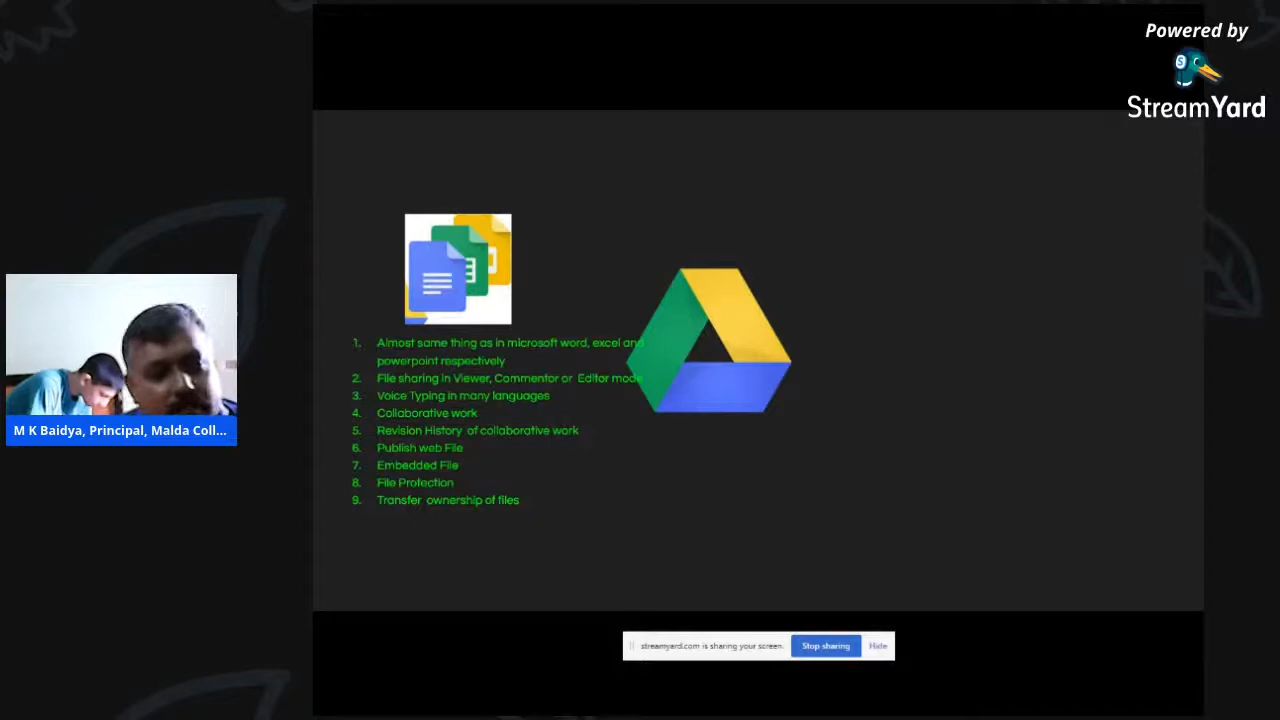 Powered by
StreamYard
1. Almost same thing as in microsoft word, excel and
powerpoint respectively
2. File sharing in Viewer, Commentor or Editor mode
3. Voice Typing in many languages
4. Collaborative work
5. Revision History of collaborative work
6. Publish web File
7. Embedded File
8. File Protection
9. Transfer ownership of files
M K Baidya, Principal, Malda Coll...
streamyard.com is sharing your screen. Stop sharing Hide